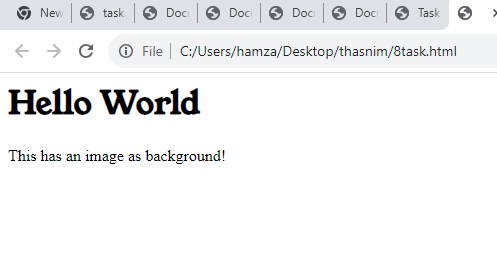 New
task
Doc
Doc
Doc
Doc
Task
File
C:/Users/hamza/Desktop/thasnim/8task.html
Hello World
This has an image as background!